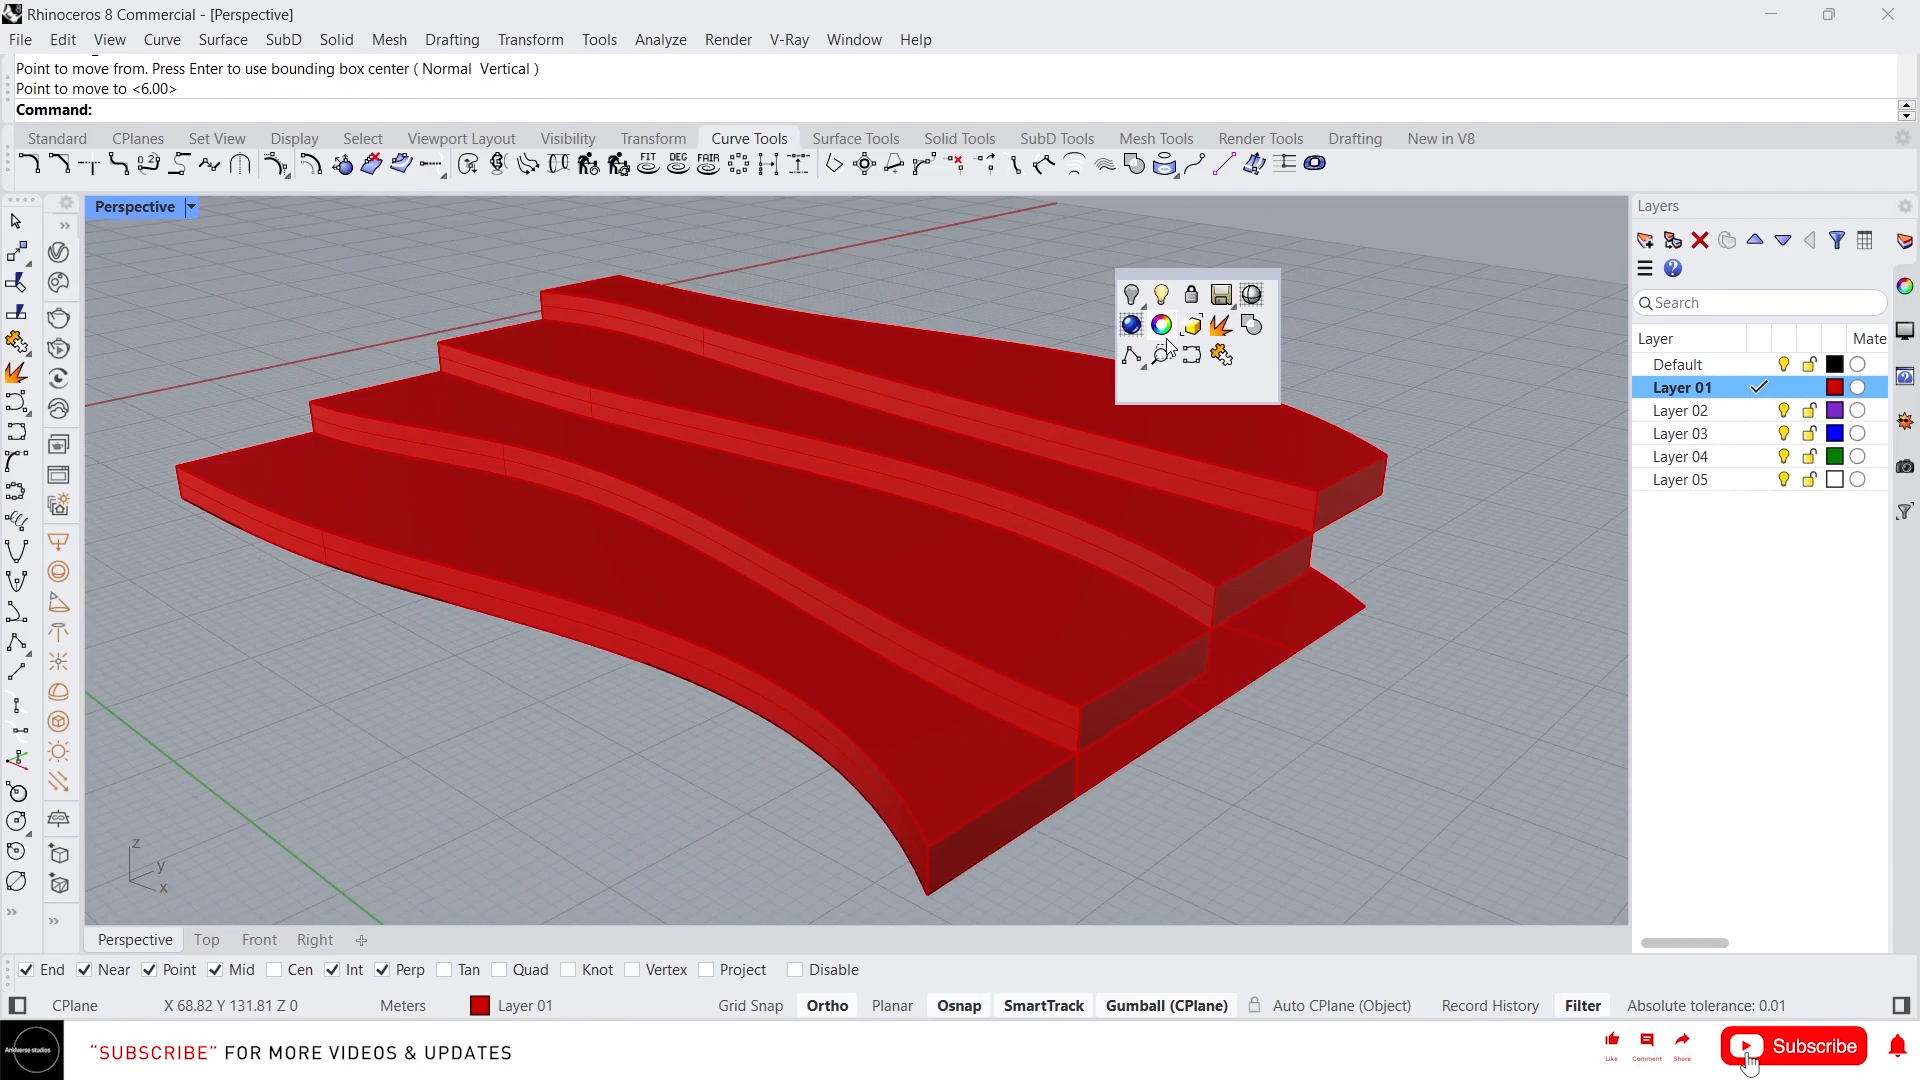 Rhinoceros 8 Commercial - [Perspective]
File Edit View Curve Surface SubD Solid Mesh Drafting Transform Tools Analyze Render V-Ray Window Help
Point to move from. Press Enter to use bounding box center ( Normal Vertical )
Point to move to <6.00>
Command:
Standard CPlanes Set View Display Select Viewport Layout Visibility Transform Curve Tools Surface Tools Solid Tools SubD Tools Mesh Tools Render Tools Drafting New in V8
FIT DEG FAIR
Perspective
Layers
Search
Layer Mate
Default
Layer 01
Layer 02
Layer 03
Layer 04
Layer 05
z
y
x
Perspective Top Front Right
End Near Point Mid Cen Int Perp Tan Quad Knot Vertex Project Disable
CPlane X 68.82 Y 131.81 Z 0 Meters Layer 01 Grid Snap Ortho Planar Osnap SmartTrack Gumball (CPlane) Auto CPlane (Object) Record History Filter Absolute tolerance: 0.01
"SUBSCRIBE" FOR MORE VIDEOS & UPDATES
Like Comment Share
Subscribe